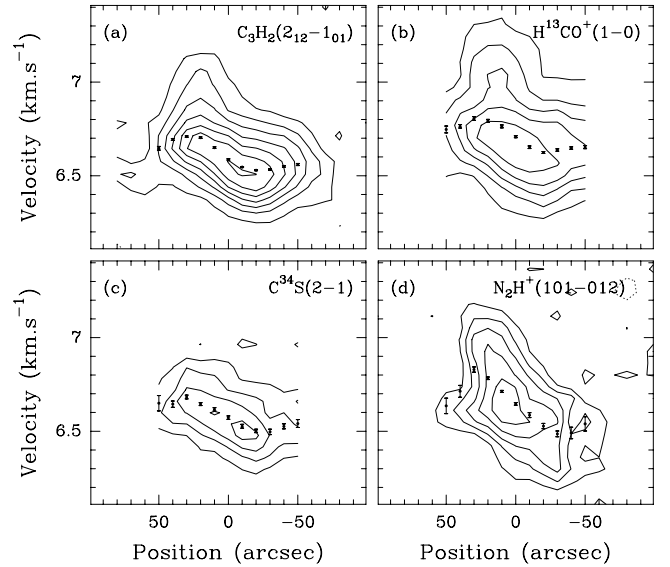 (a) C₃H₂(2₁₂−1₀₁)
(b) H¹³CO⁺(1−0)
Velocity (km.s⁻¹)
7
6.5
(c) C³⁴S(2−1)
(d) N₂H⁺(101−012)
Velocity (km.s⁻¹)
7
6.5
50 0 −50
50 0 −50
Position (arcsec)
Position (arcsec)